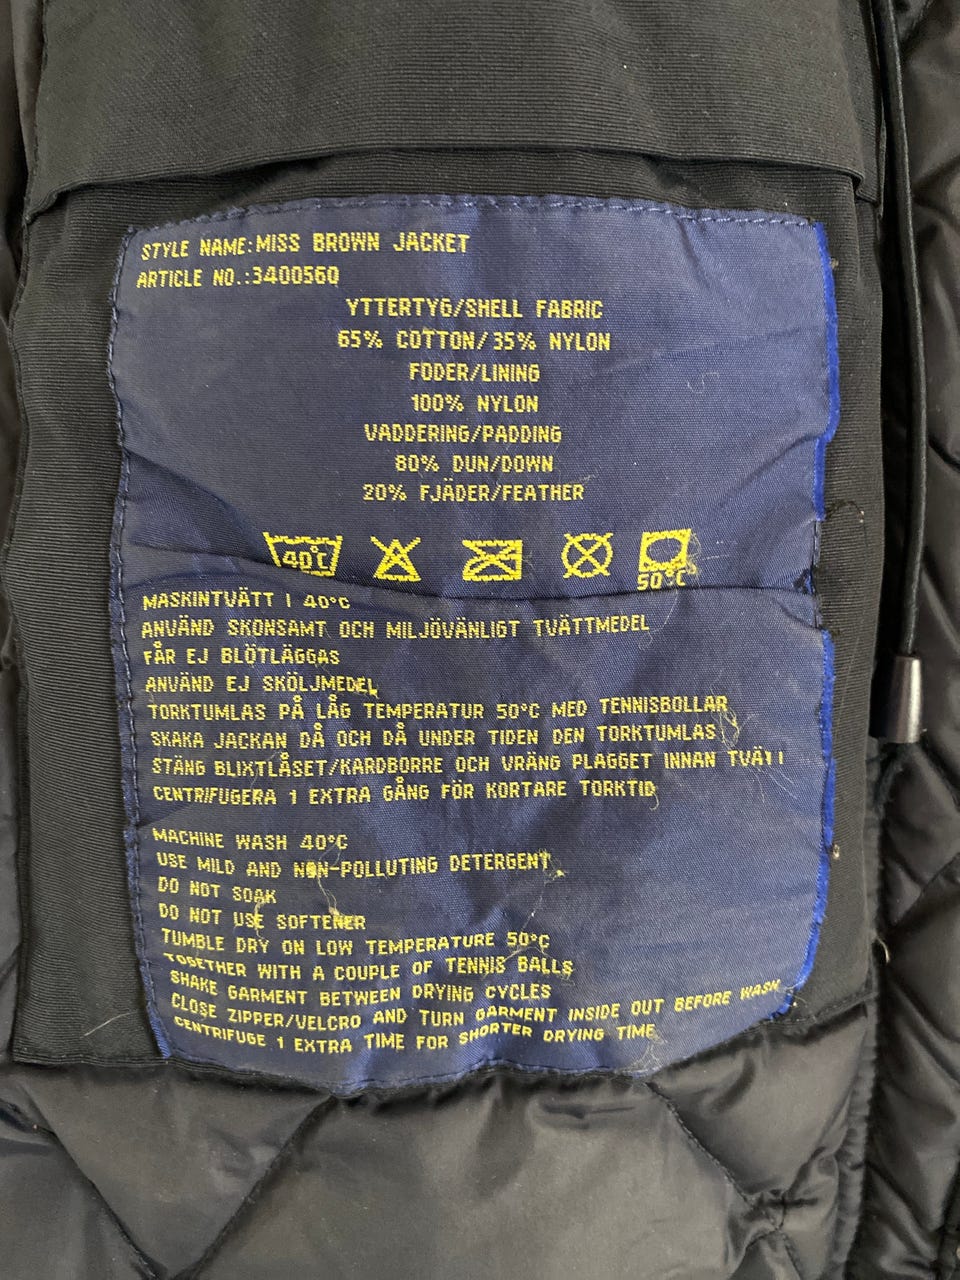 STYLE NAME:MISS BROWN JACKET
ARTICLE NO.:3400560
YTTERTYG/SHELL FABRIC
65% COTTON/35% NYLON
FODER/LINING
100% NYLON
VADDERING/PADDING
80% DUN/DOWN
20% FJÄDER/FEATHER
40°C
50°C
MASKINTVÄTT I 40°C
ANVÄND SKONSAMT OCH MILJÖVÄNLIGT TVÄTTMEDEL
FÅR EJ BLÖTLÄGGAS
ANVÄND EJ SKÖLJMEDEL
TORKTUMLAS PÅ LÅG TEMPERATUR 50°C MED TENNISBOLLAR
SKAKA JACKAN DÅ OCH DÅ UNDER TIDEN DEN TORKTUMLAS
STÄNG BLIXTLÅSET/KARDBORRE OCH VRÄNG PLAGGET INNAN TVÄTT
CENTRIFUGERA 1 EXTRA GÅNG FÖR KORTARE TORKTID
MACHINE WASH 40°C
USE MILD AND NON-POLLUTING DETERGENT
DO NOT SOAK
DO NOT USE SOFTENER
TUMBLE DRY ON LOW TEMPERATURE 50°C
TOGETHER WITH A COUPLE OF TENNIS BALLS
SHAKE GARMENT BETWEEN DRYING CYCLES
CLOSE ZIPPER/VELCRO AND TURN GARMENT INSIDE OUT BEFORE WASH
CENTRIFUGE 1 EXTRA TIME FOR SHORTER DRYING TIME